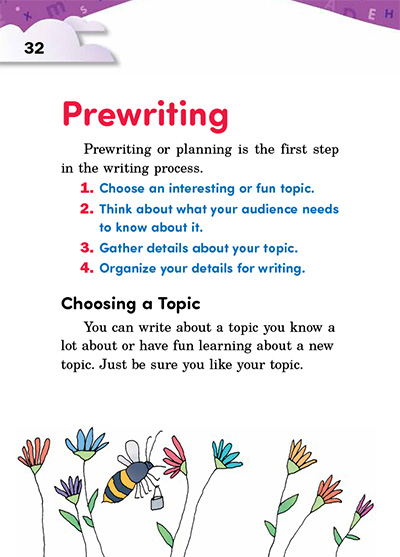 32
Prewriting
Prewriting or planning is the first step
in the writing process.
1. Choose an interesting or fun topic.
2. Think about what your audience needs
to know about it.
3. Gather details about your topic.
4. Organize your details for writing.
Choosing a Topic
You can write about a topic you know a
lot about or have fun learning about a new
topic. Just be sure you like your topic.